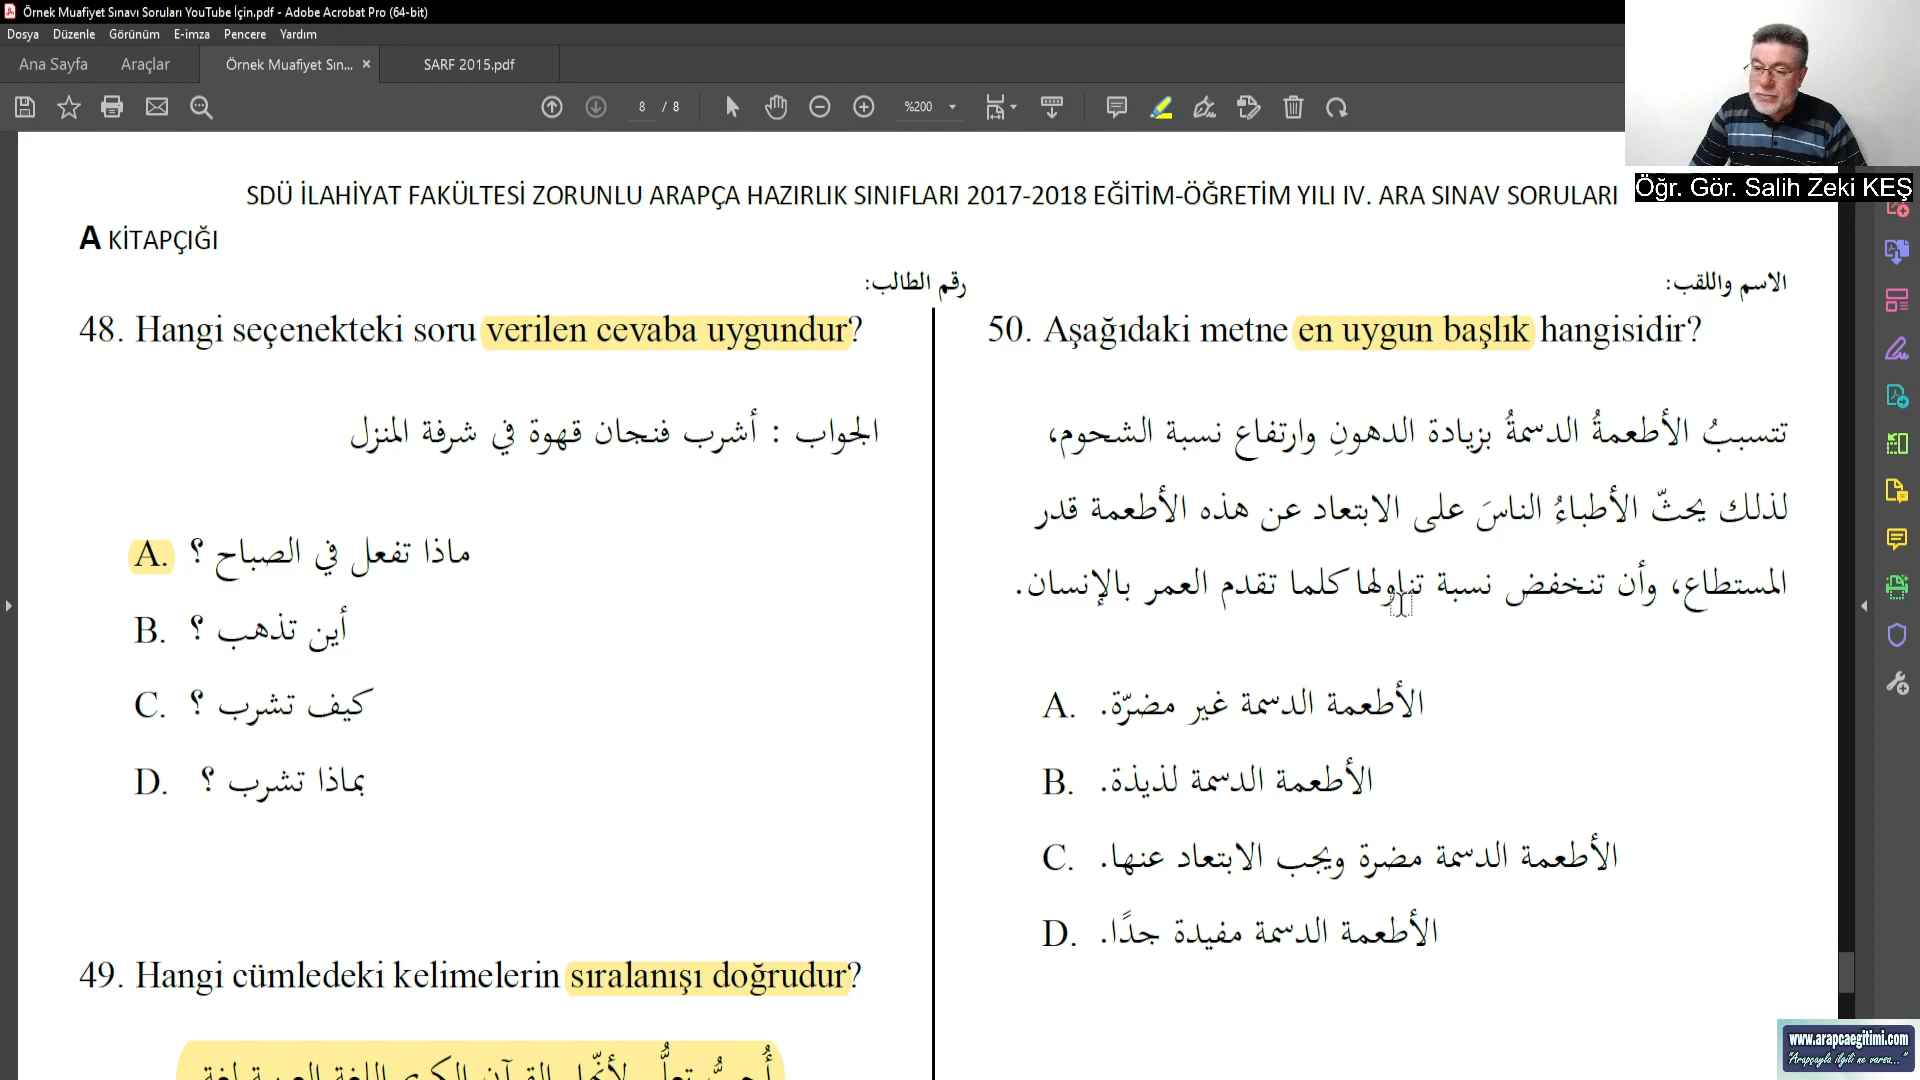 Örnek Muafiyet Sınavı Soruları YouTube İçin.pdf - Adobe Acrobat Pro (64-bit)
Dosya Düzenle Görünüm E-imza Pencere Yardım
Ana Sayfa Araçlar Örnek Muafiyet Sın... × SARF 2015.pdf
8 / 8 %200
Öğr. Gör. Salih Zeki KEŞ
SDÜ İLAHİYAT FAKÜLTESİ ZORUNLU ARAPÇA HAZIRLIK SINIFLARI 2017-2018 EĞİTİM-ÖĞRETİM YILI IV. ARA SINAV SORULARI
A KİTAPÇIĞI
الاسم واللقب: رقم الطالب:
48. Hangi seçenekteki soru verilen cevaba uygundur?
الجواب : أشرب فنجان قهوة في شرفة المنزل
A. ماذا تفعل في الصباح ؟
B. أين تذهب ؟
C. كيف تشرب ؟
D. بماذا تشرب ؟
49. Hangi cümledeki kelimelerin sıralanışı doğrudur?
50. Aşağıdaki metne en uygun başlık hangisidir?
تتسببُ الأطعمةُ الدسمةُ بزيادة الدهونِ وارتفاع نسبة الشحوم،
لذلك يحثّ الأطباءُ الناسَ على الابتعاد عن هذه الأطعمة قدر
المستطاع، وأن تنخفض نسبة تناولها كلما تقدم العمر بالإنسان.
A. الأطعمة الدسمة غير مضرّة.
B. الأطعمة الدسمة لذيذة.
C. الأطعمة الدسمة مضرة ويجب الابتعاد عنها.
D. الأطعمة الدسمة مفيدة جدًا.
www.arapcaegitimi.com
"Arapçayla ilgili ne varsa..."